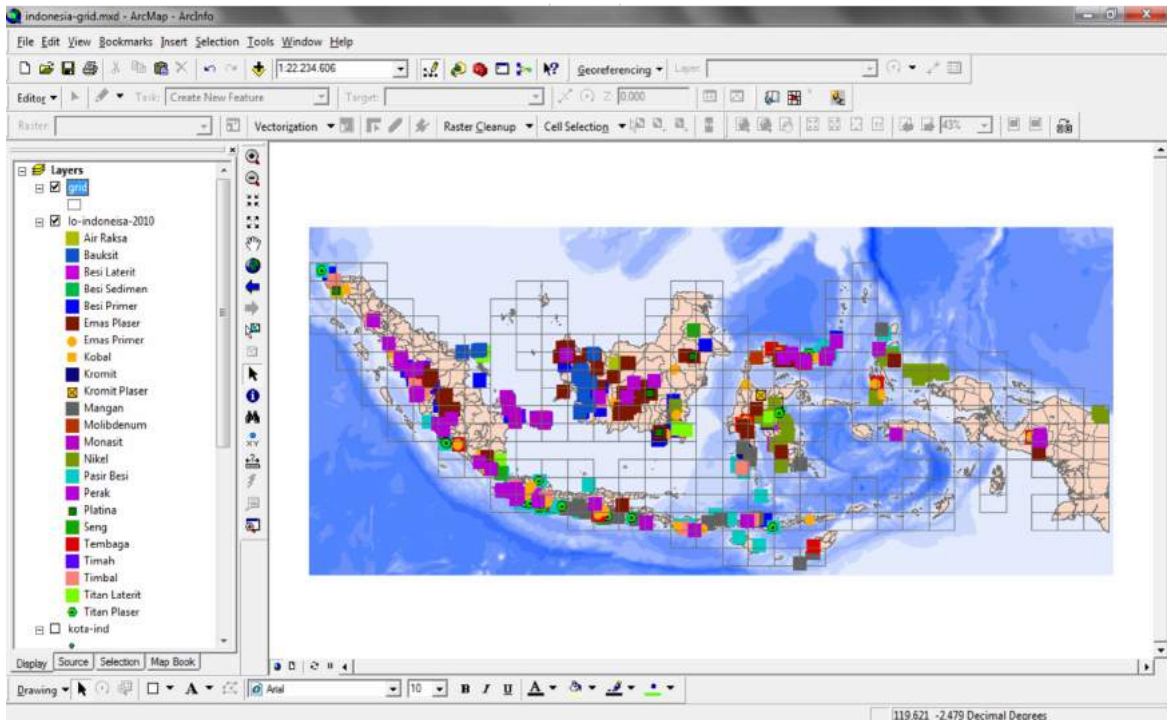 indonesia-grid.mxd - ArcMap - ArcInfo
File Edit View Bookmarks Insert Selection Tools Window Help
1:22.234.606 Georeferencing Layer:
Editor Task: Create New Feature Target: Z: 0.000
Raster: Vectorization Raster Cleanup Cell Selection 43%
Layers
grid
lo-indoneisa-2010
Air Raksa
Bauksit
Besi Laterit
Besi Sedimen
Besi Primer
Emas Plaser
Emas Primer
Kobal
Kromit
Kromit Plaser
Mangan
Molibdenum
Monasit
Nikel
Pasir Besi
Perak
Platina
Seng
Tembaga
Timah
Timbal
Titan Laterit
Titan Plaser
kota-ind
Display Source Selection Map Book
Drawing A Arial 10 B I U A
119.621 -2.479 Decimal Degrees